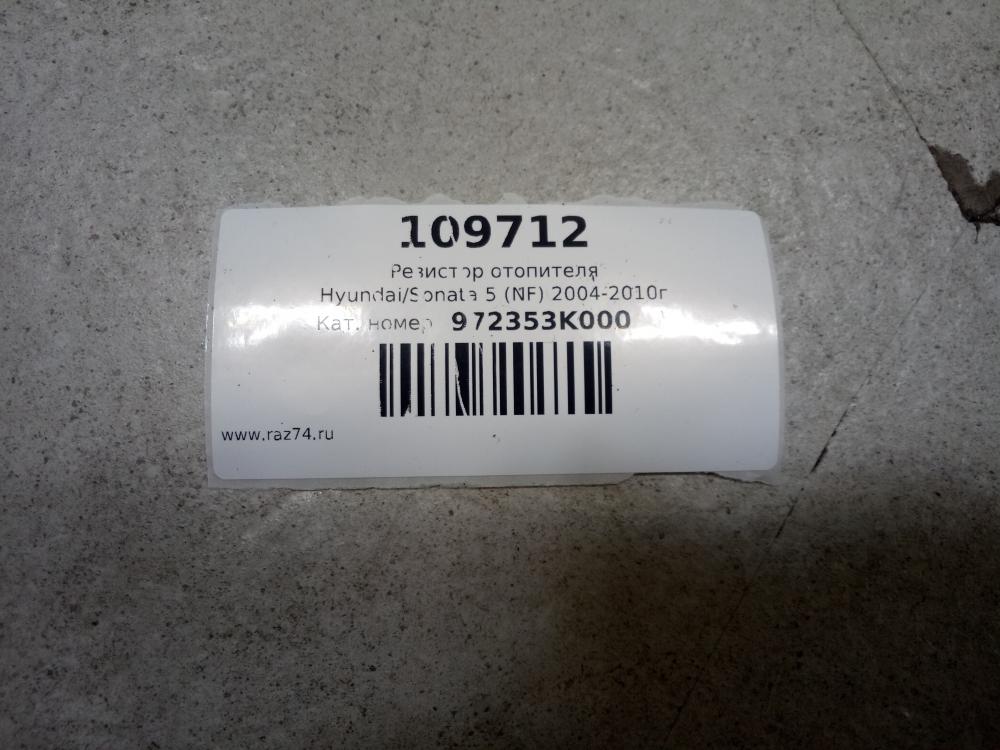 109712
Резистор отопителя
Hyundai/Sonata 5 (NF) 2004-2010г
Кат. номер 972353K000
www.raz74.ru